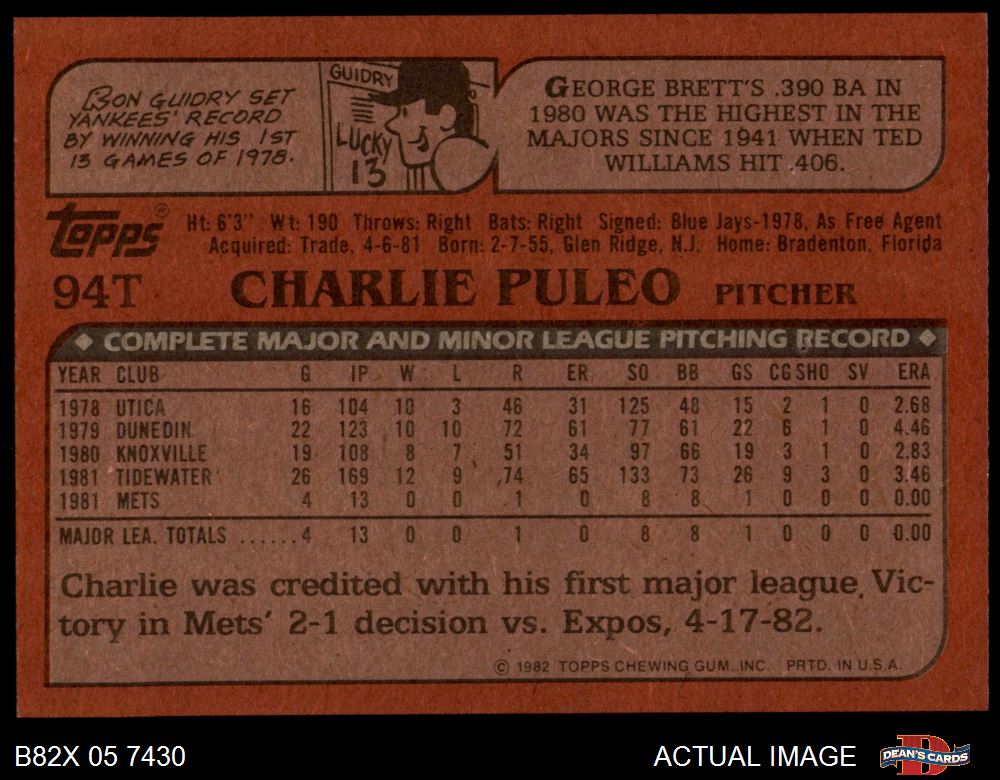 RON GUIDRY SET
YANKEES' RECORD
BY WINNING HIS 1ST
13 GAMES OF 1978.
GUIDRY
LUCKY
13
GEORGE BRETT'S .390 BA IN
1980 WAS THE HIGHEST IN THE
MAJORS SINCE 1941 WHEN TED
WILLIAMS HIT .406.
Topps®
Ht: 6'3" Wt: 190 Throws: Right Bats: Right Signed: Blue Jays-1978, As Free Agent
Acquired: Trade, 4-6-81 Born: 2-7-55, Glen Ridge, N.J. Home: Bradenton, Florida
94T CHARLIE PULEO PITCHER
◆ COMPLETE MAJOR AND MINOR LEAGUE PITCHING RECORD ◆
YEAR CLUB G IP W L R ER SO BB GS CG SHO SV ERA
1978 UTICA 16 104 10 3 46 31 125 48 15 2 1 0 2.68
1979 DUNEDIN 22 123 10 10 72 61 77 61 22 6 1 0 4.46
1980 KNOXVILLE 19 108 8 7 51 34 97 66 19 3 1 0 2.83
1981 TIDEWATER 26 169 12 9 74 65 133 73 26 9 3 0 3.46
1981 METS 4 13 0 0 1 0 8 8 1 0 0 0 0.00
MAJOR LEA. TOTALS ......4 13 0 0 1 0 8 8 1 0 0 0 0.00
Charlie was credited with his first major league Vic-
tory in Mets' 2-1 decision vs. Expos, 4-17-82.
© 1982 TOPPS CHEWING GUM. INC. PRTD. IN U.S.A.
B82X 05 7430
ACTUAL IMAGE
DEAN'S CARDS